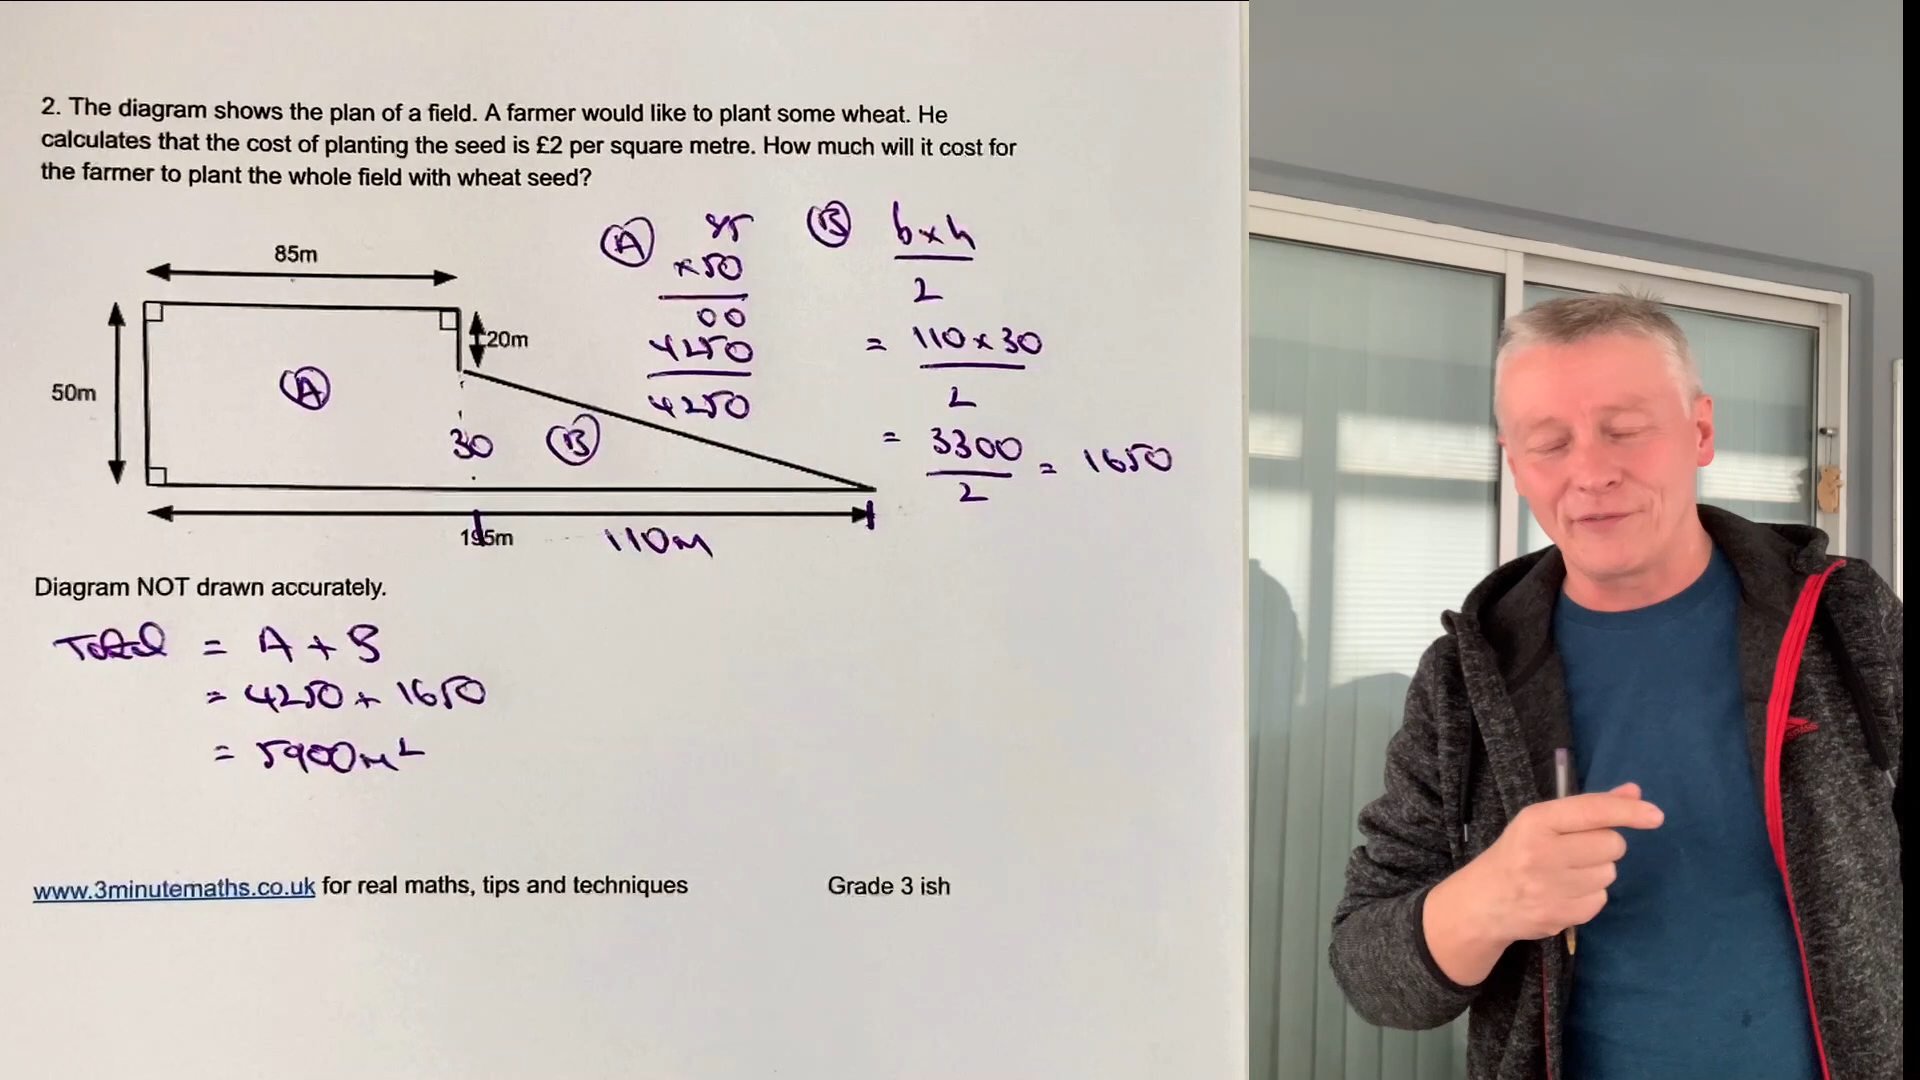 2. The diagram shows the plan of a field. A farmer would like to plant some wheat. He
calculates that the cost of planting the seed is £2 per square metre. How much will it cost for
the farmer to plant the whole field with wheat seed?
85m
20m
50m
A
30
B
195m
110m
A
85
×50
00
4250
4250
B
b×h
2
= 110×30
2
= 3300
2
= 1650
Diagram NOT drawn accurately.
Total = A + B
= 4250 + 1650
= 5900m²
www.3minutemaths.co.uk for real maths, tips and techniques
Grade 3 ish